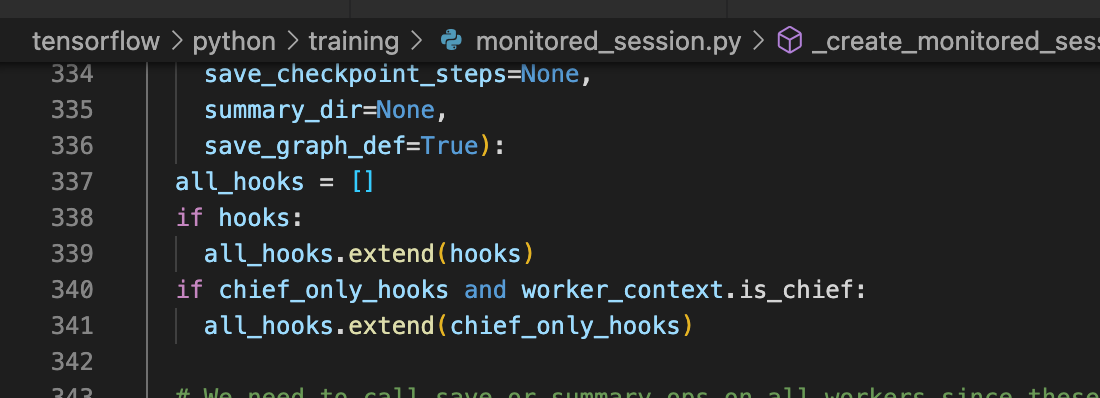 tensorflow > python > training > monitored_session.py > _create_monitored_ses
334 save_checkpoint_steps=None,
335 summary_dir=None,
336 save_graph_def=True):
337 all_hooks = []
338 if hooks:
339 all_hooks.extend(hooks)
340 if chief_only_hooks and worker_context.is_chief:
341 all_hooks.extend(chief_only_hooks)
342
343 # We need to call save or summary ops on all workers since these